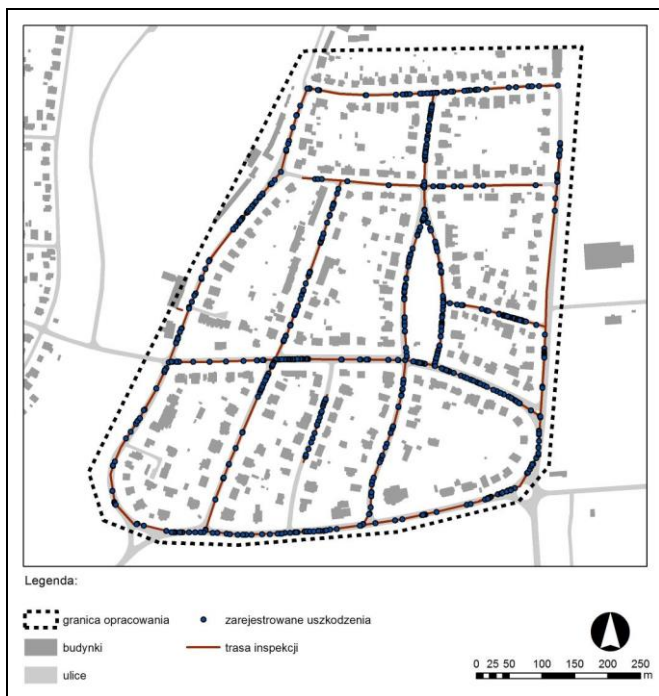 Legenda:
granica opracowania
zarejestrowane uszkodzenia
budynki
trasa inspekcji
ulice
0 25 50 100 150 200 250
m